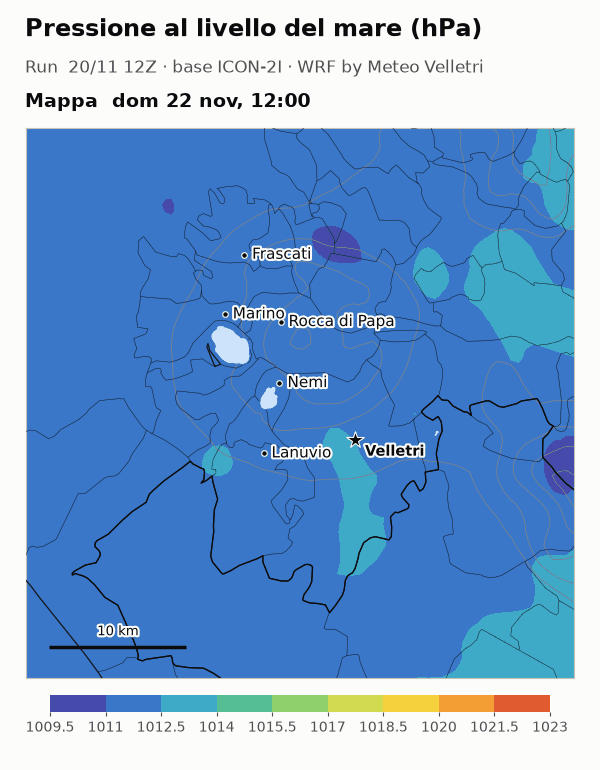 Pressione al livello del mare (hPa)
Run  20/11 12Z · base ICON-2I · WRF by Meteo Velletri
Mappa  dom 22 nov, 12:00
Frascati
Marino
Rocca di Papa
Nemi
Velletri
Lanuvio
10 km
1009.5 1011 1012.5 1014 1015.5 1017 1018.5 1020 1021.5 1023